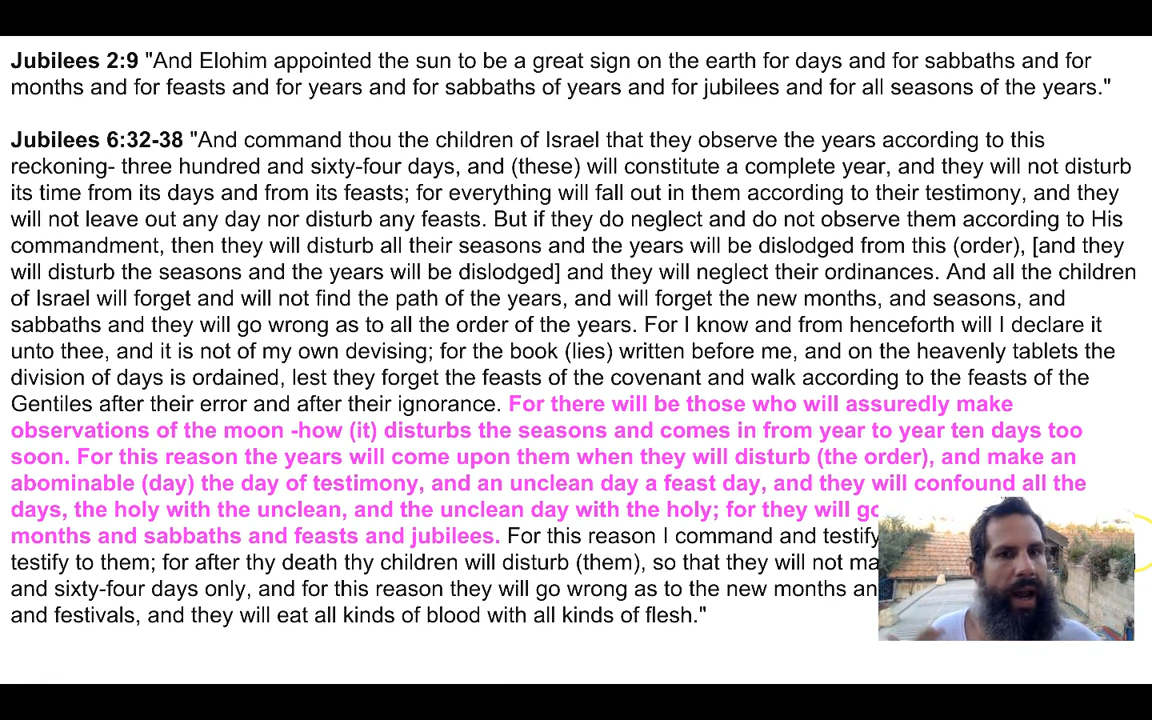 Jubilees 2:9 "And Elohim appointed the sun to be a great sign on the earth for days and for sabbaths and for
months and for feasts and for years and for sabbaths of years and for jubilees and for all seasons of the years."
Jubilees 6:32-38 "And command thou the children of Israel that they observe the years according to this
reckoning- three hundred and sixty-four days, and (these) will constitute a complete year, and they will not disturb
its time from its days and from its feasts; for everything will fall out in them according to their testimony, and they
will not leave out any day nor disturb any feasts. But if they do neglect and do not observe them according to His
commandment, then they will disturb all their seasons and the years will be dislodged from this (order), [and they
will disturb the seasons and the years will be dislodged] and they will neglect their ordinances. And all the children
of Israel will forget and will not find the path of the years, and will forget the new months, and seasons, and
sabbaths and they will go wrong as to all the order of the years. For I know and from henceforth will I declare it
unto thee, and it is not of my own devising; for the book (lies) written before me, and on the heavenly tablets the
division of days is ordained, lest they forget the feasts of the covenant and walk according to the feasts of the
Gentiles after their error and after their ignorance. For there will be those who will assuredly make
observations of the moon -how (it) disturbs the seasons and comes in from year to year ten days too
soon. For this reason the years will come upon them when they will disturb (the order), and make an
abominable (day) the day of testimony, and an unclean day a feast day, and they will confound all the
days, the holy with the unclean, and the unclean day with the holy; for they will
months and sabbaths and feasts and jubilees. For this reason I command and testify
testify to them; for after thy death thy children will disturb (them), so that they will not
and sixty-four days only, and for this reason they will go wrong as to the new months
and festivals, and they will eat all kinds of blood with all kinds of flesh."